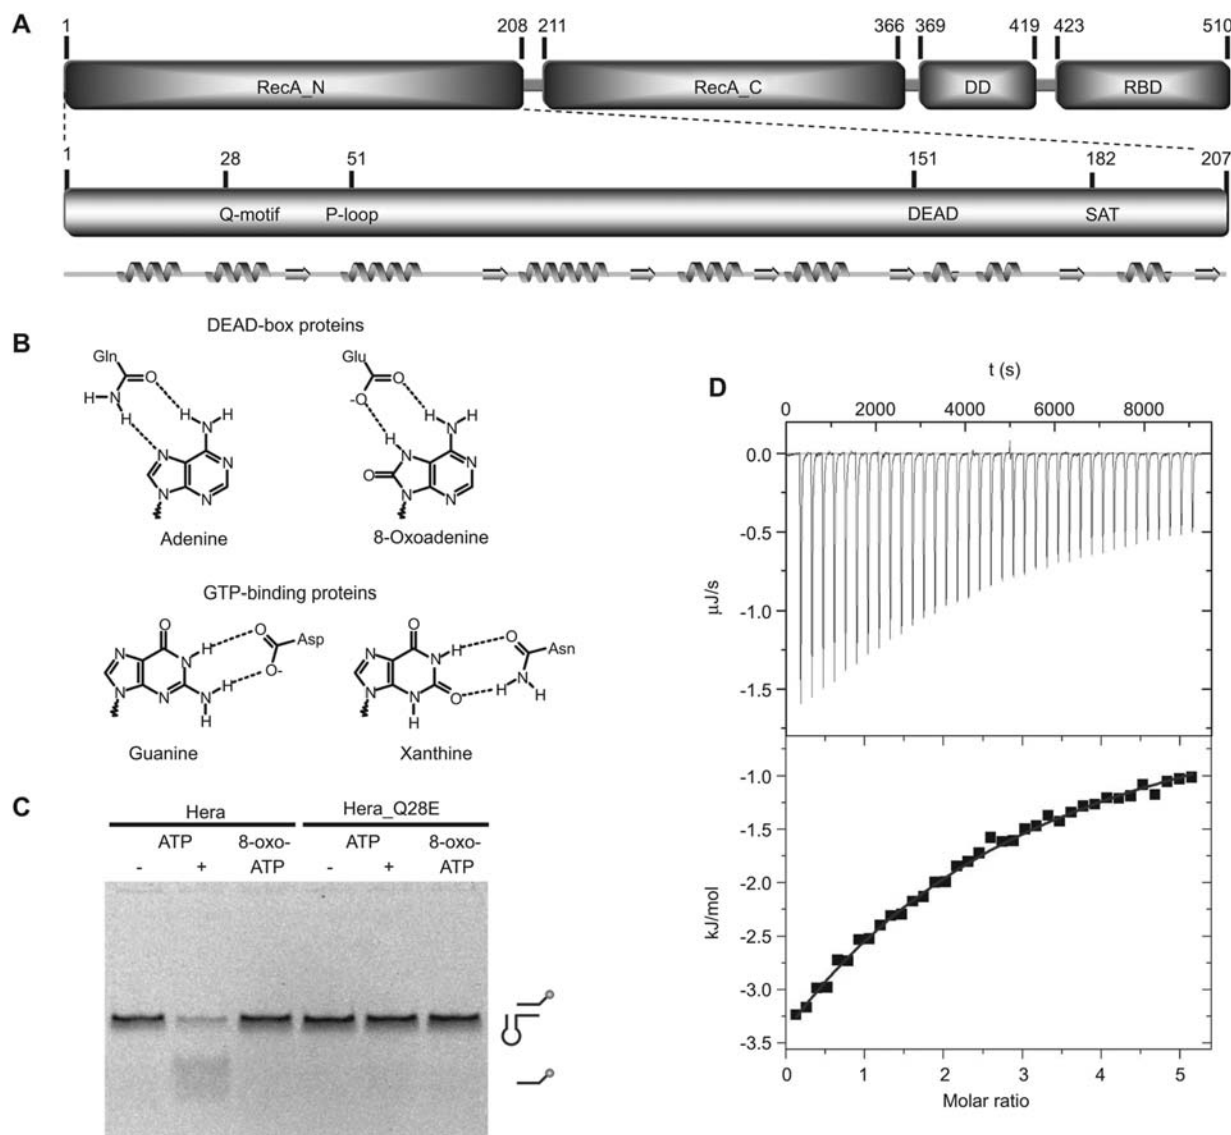 A
1 208 211 366 369 419 423 510
RecA_N RecA_C DD RBD
1 28 51 151 182 207
Q-motif P-loop DEAD SAT
B
DEAD-box proteins
Gln
O
H-N
H
H
H
N
N
N
N
N
Adenine
Glu
O
-O
H
H
H
N
N
N
O
N
N
8-Oxoadenine
GTP-binding proteins
O
N
N
H
N
N
N
H
H
O
O-
Asp
Guanine
O
N
N
H
N
N
O
H
O
N
H
H
Asn
Xanthine
C
Hera Hera_Q28E
ATP 8-oxo- ATP 8-oxo-
- + ATP - + ATP
D
t (s)
0 2000 4000 6000 8000
0.0
-0.5
-1.0
-1.5
µJ/s
-1.0
-1.5
-2.0
-2.5
-3.0
-3.5
kJ/mol
0 1 2 3 4 5
Molar ratio